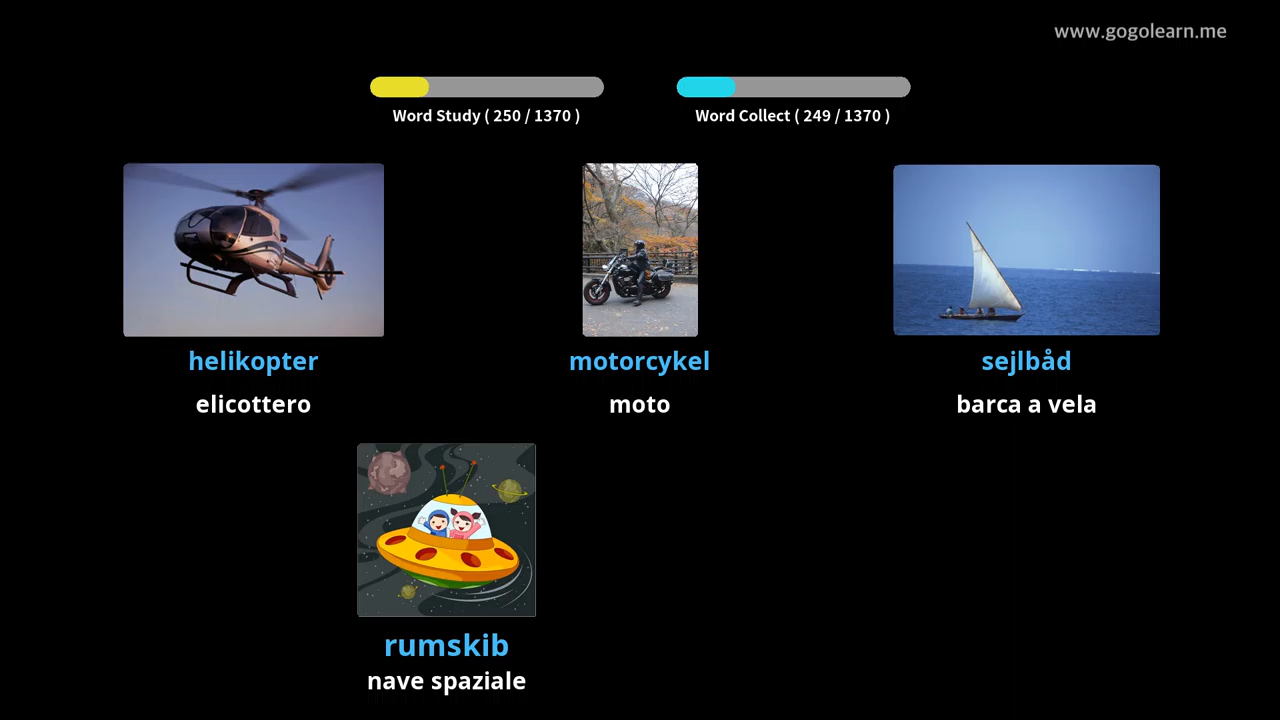 www.gogolearn.me
Word Study ( 250 / 1370 )
Word Collect ( 249 / 1370 )
helikopter
motorcykel
sejlbåd
elicottero
moto
barca a vela
rumskib
nave spaziale